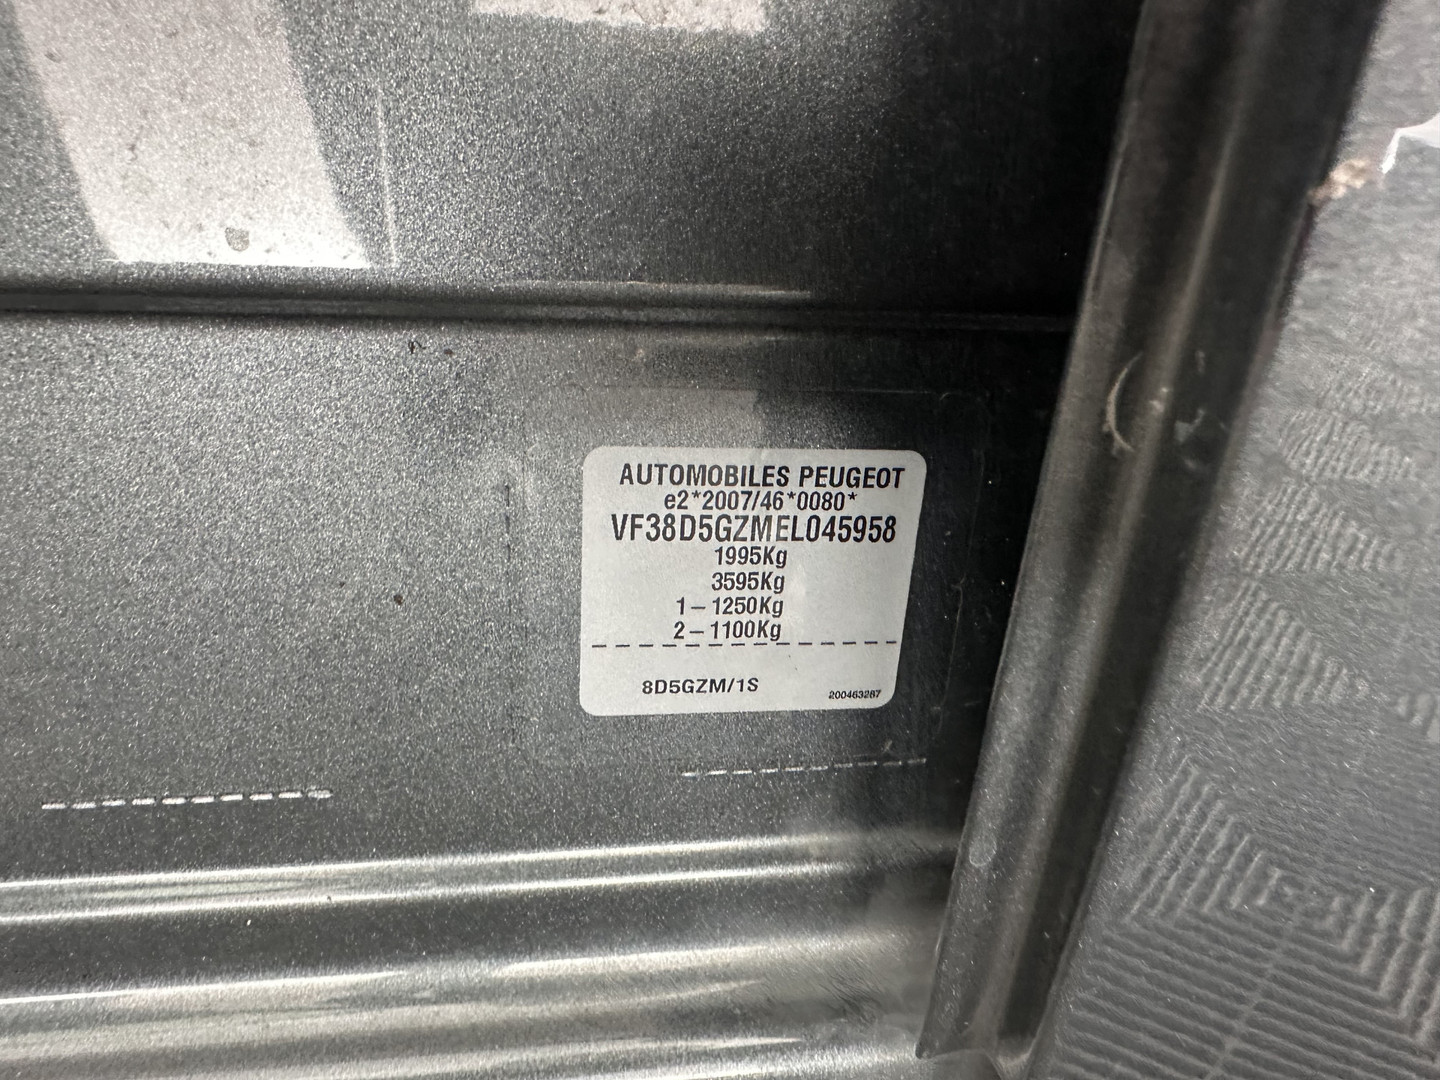 AUTOMOBILES PEUGEOT
e2*2007/46*0080*
VF38D5GZMEL045958
1995Kg
3595Kg
1-1250Kg
2-1100Kg
8D5GZM/1S
200463287